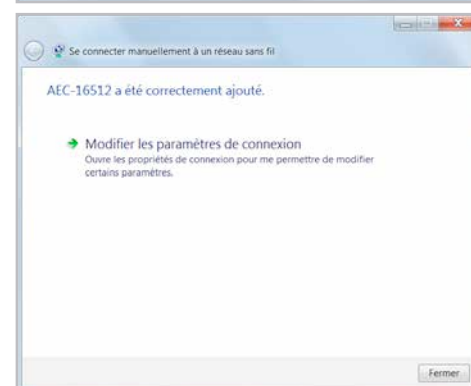 Se connecter manuellement à un réseau sans fil
AEC-16512 a été correctement ajouté.
Modifier les paramètres de connexion
Ouvre les propriétés de connexion pour me permettre de modifier
certains paramètres.
Fermer